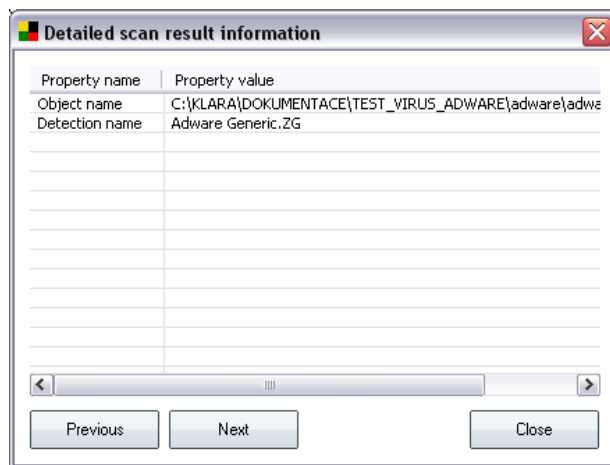 Detailed scan result information
Property name Property value
Object name C:\KLARA\DOKUMENTACE\TEST_VIRUS_ADWARE\adware\adwa
Detection name Adware Generic.ZG
Previous Next Close